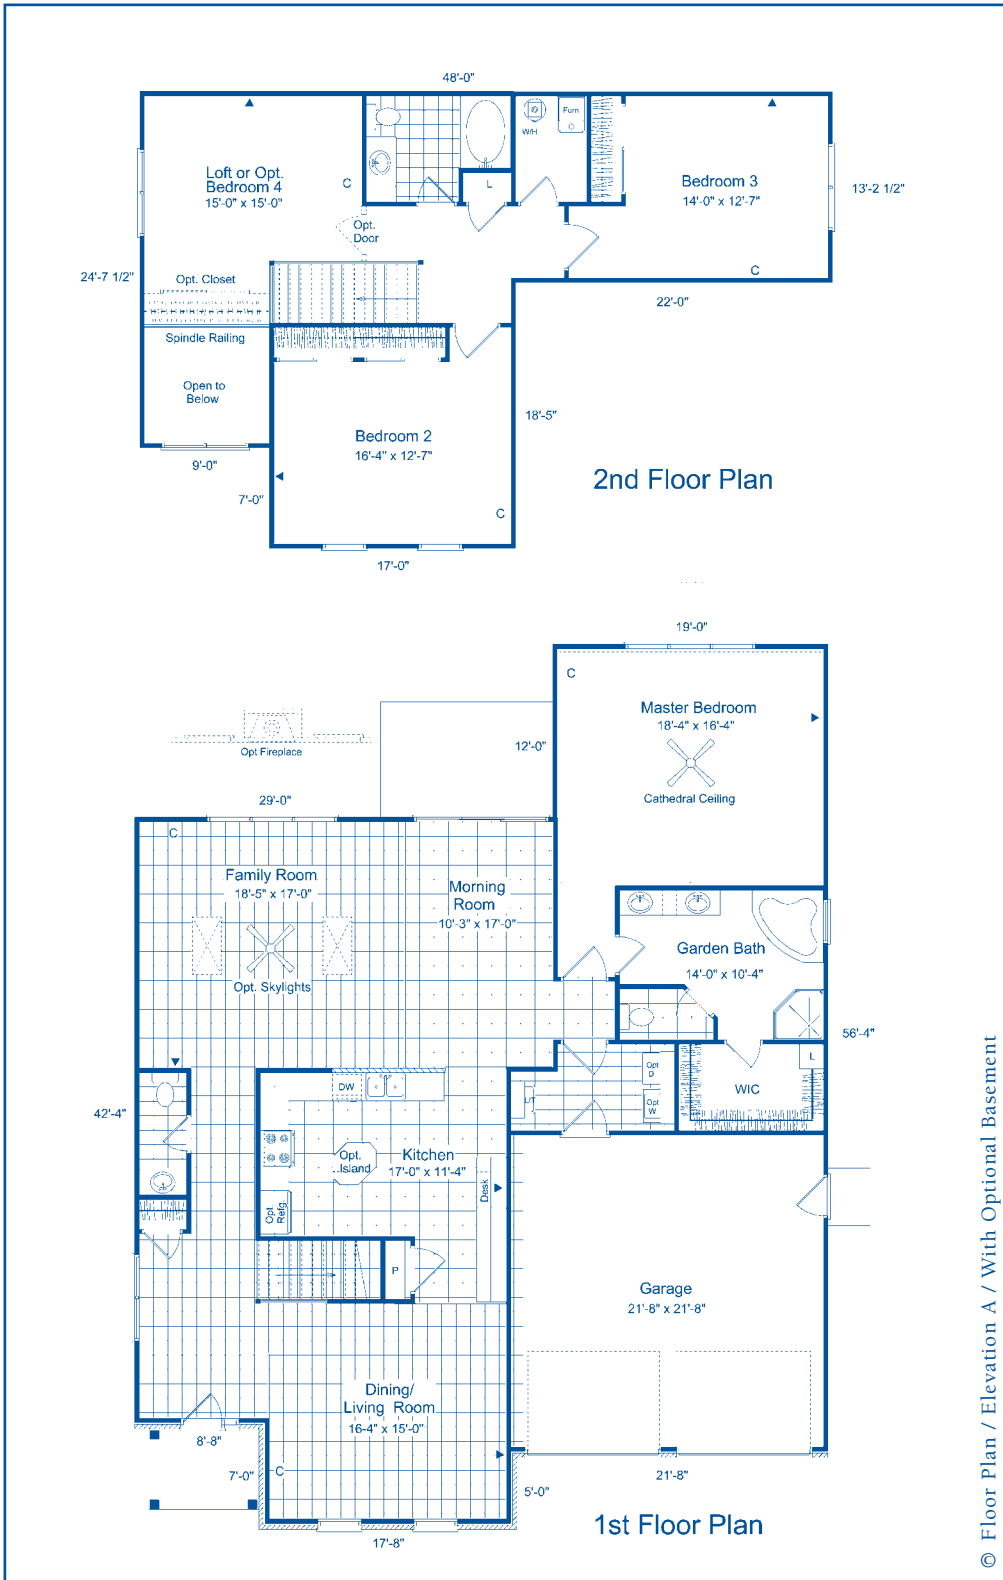 48'-0"
W/H
Furn
Loft or Opt.
Bedroom 4
15'-0" x 15'-0"
C
L
Bedroom 3
14'-0" x 12'-7"
13'-2 1/2"
Opt.
Door
C
24'-7 1/2"
Opt. Closet
22'-0"
Spindle Railing
Open to
Below
18'-5"
Bedroom 2
16'-4" x 12'-7"
9'-0"
7'-0"
C
2nd Floor Plan
17'-0"
19'-0"
C
Master Bedroom
18'-4" x 16'-4"
12'-0"
Opt Fireplace
Cathedral Ceiling
29'-0"
C
Family Room
18'-5" x 17'-0"
Morning
Room
10'-3" x 17'-0"
Garden Bath
14'-0" x 10'-4"
Opt. Skylights
56'-4"
Opt
D
L
DW
WIC
LT
Opt
W
42'-4"
Kitchen
17'-0" x 11'-4"
Opt.
Island
Desk
Opt.
Refg.
P
Garage
21'-8" x 21'-8"
Dining/
Living Room
16-4" x 15'-0"
8'-8"
7'-0"
C
21'-8"
5'-0"
1st Floor Plan
17'-8"
© Floor Plan / Elevation A / With Optional Basement